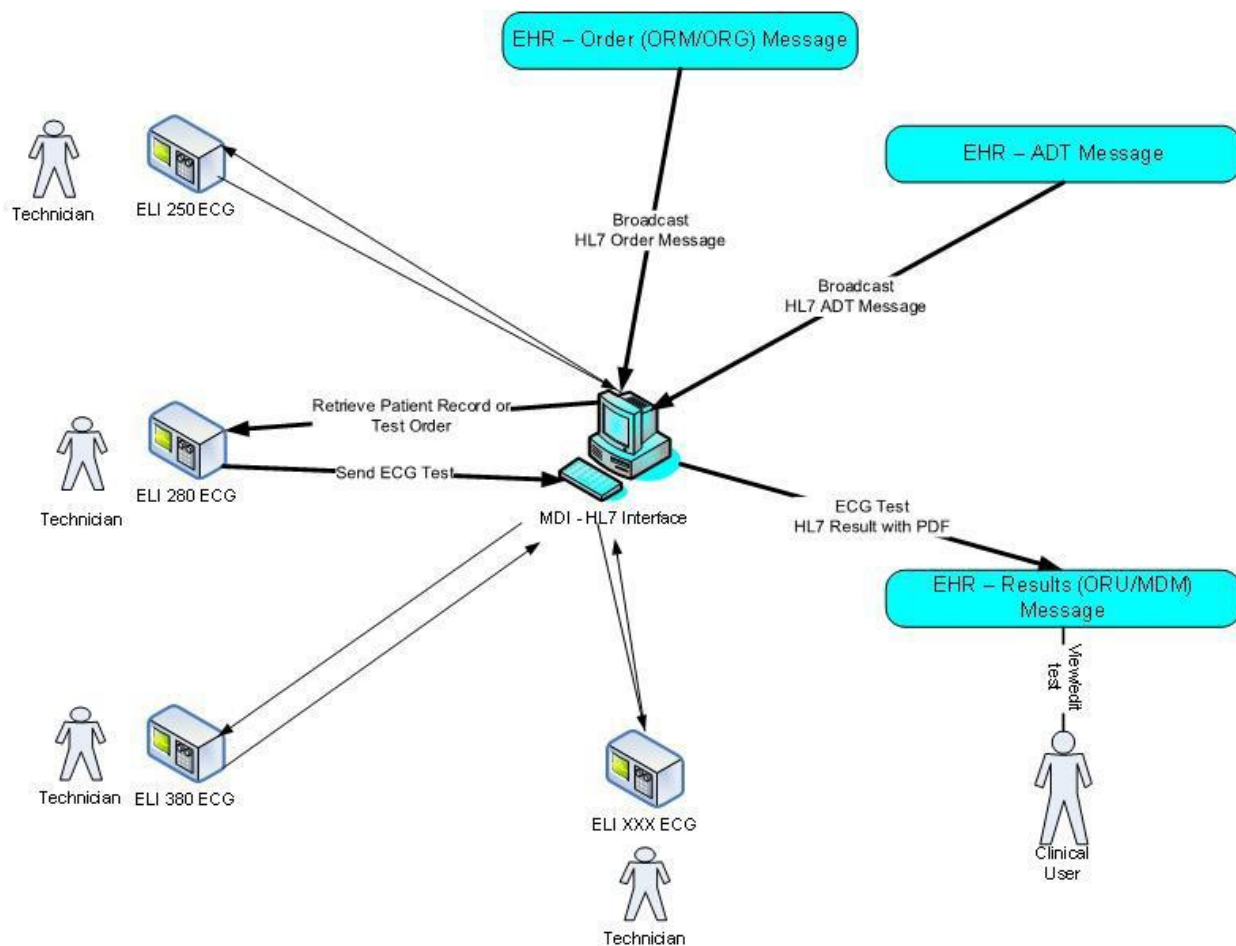 EHR – Order (ORM/ORG) Message
EHR – ADT Message
Technician
ELI 250 ECG
Broadcast
HL7 Order Message
Broadcast
HL7 ADT Message
Retrieve Patient Record or
Test Order
Technician
ELI 280 ECG
Send ECG Test
MDI - HL7 Interface
ECG Test
HL7 Result with PDF
EHR – Results (ORU/MDM)
Message
View/edit
test
Technician
ELI 380 ECG
ELI XXX ECG
Technician
Clinical
User